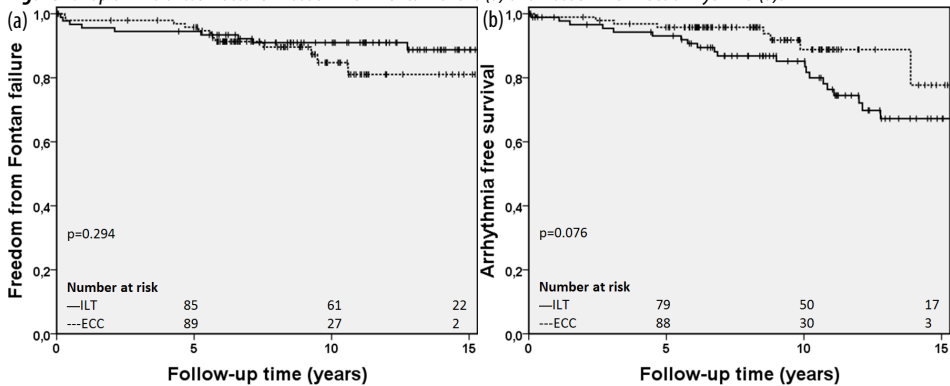 (a)
Freedom from Fontan failure
1,0
0,8
0,6
0,4
0,2
0,0
p=0.294
Number at risk
—ILT 85 61 22
---ECC 89 27 2
0 5 10 15
Follow-up time (years)
(b)
Arrhythmia free survival
1,0
0,8
0,6
0,4
0,2
0,0
p=0.076
Number at risk
—ILT 79 50 17
---ECC 88 30 3
0 5 10 15
Follow-up time (years)